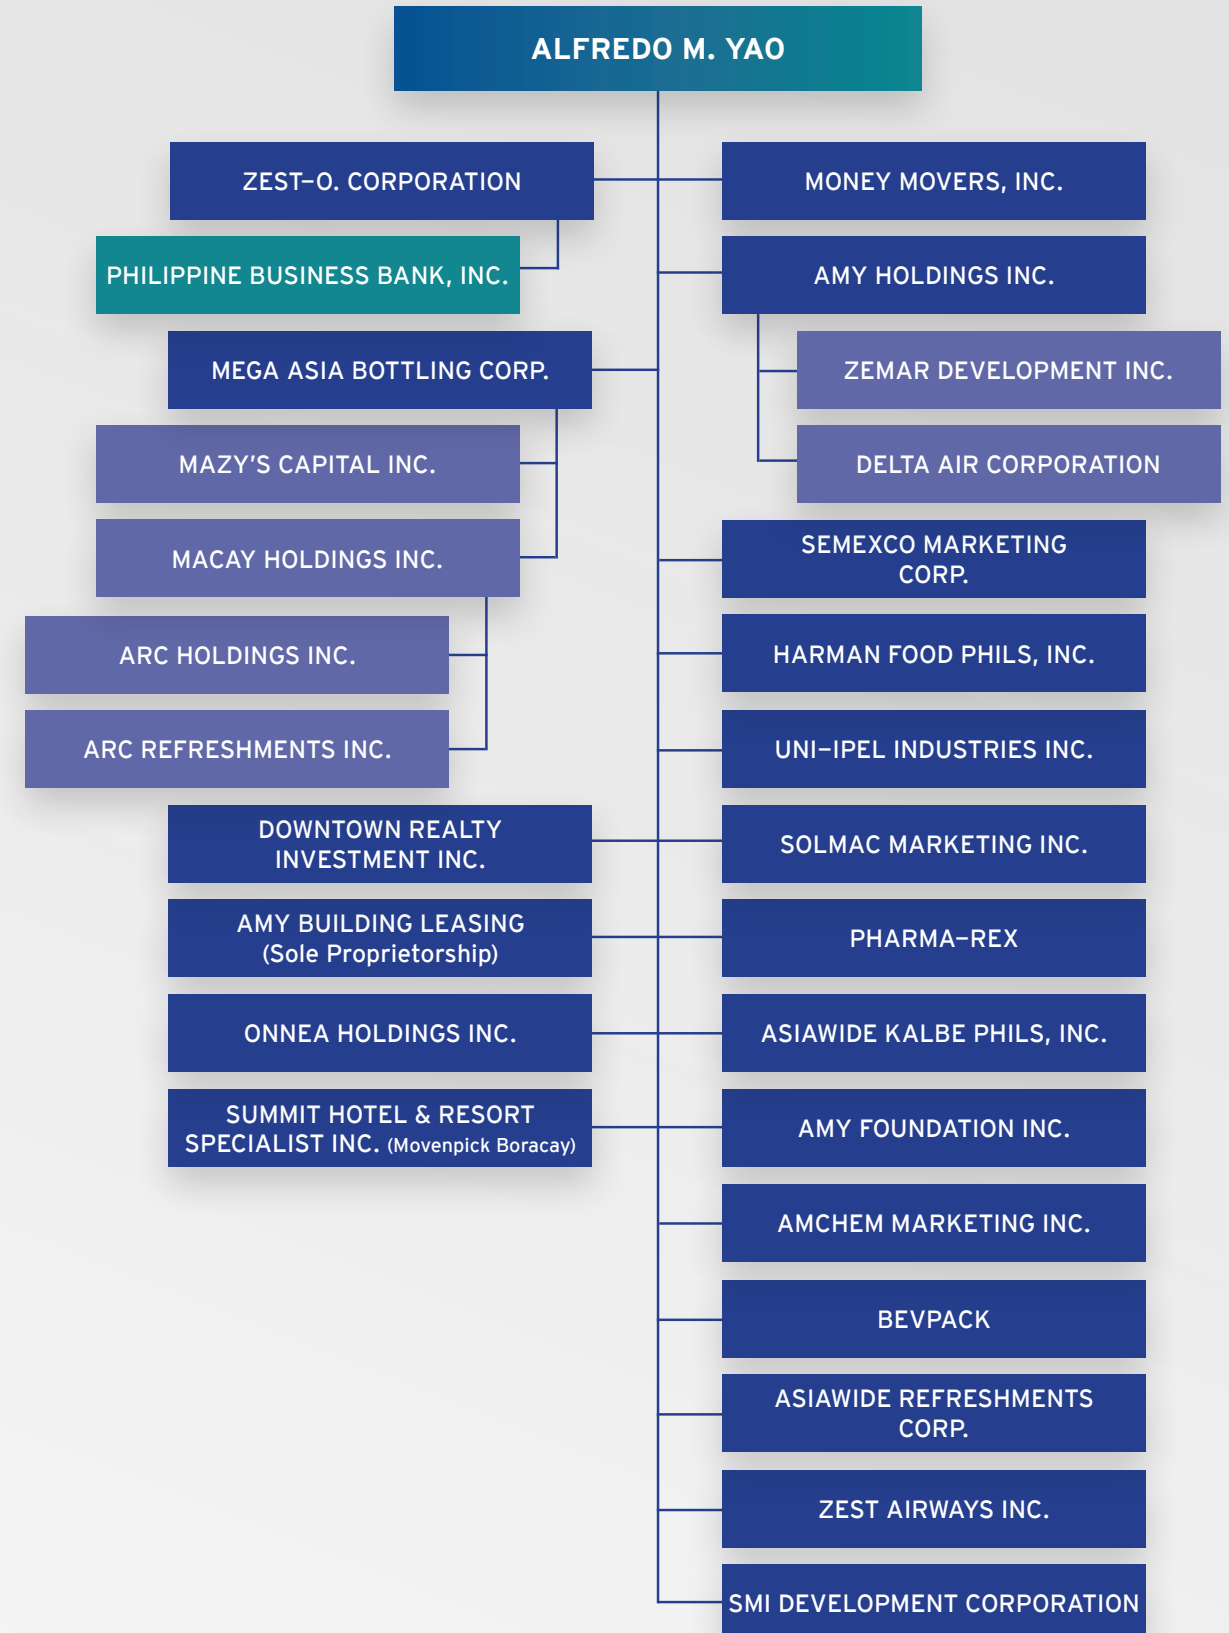 ALFREDO M. YAO
ZEST–O. CORPORATION
MONEY MOVERS, INC.
PHILIPPINE BUSINESS BANK, INC.
AMY HOLDINGS INC.
MEGA ASIA BOTTLING CORP.
ZEMAR DEVELOPMENT INC.
MAZY'S CAPITAL INC.
DELTA AIR CORPORATION
MACAY HOLDINGS INC.
SEMEXCO MARKETING
CORP.
ARC HOLDINGS INC.
HARMAN FOOD PHILS, INC.
ARC REFRESHMENTS INC.
UNI–IPEL INDUSTRIES INC.
DOWNTOWN REALTY
INVESTMENT INC.
SOLMAC MARKETING INC.
AMY BUILDING LEASING
(Sole Proprietorship)
PHARMA–REX
ONNEA HOLDINGS INC.
ASIAWIDE KALBE PHILS, INC.
SUMMIT HOTEL & RESORT
SPECIALIST INC. (Movenpick Boracay)
AMY FOUNDATION INC.
AMCHEM MARKETING INC.
BEVPACK
ASIAWIDE REFRESHMENTS
CORP.
ZEST AIRWAYS INC.
SMI DEVELOPMENT CORPORATION